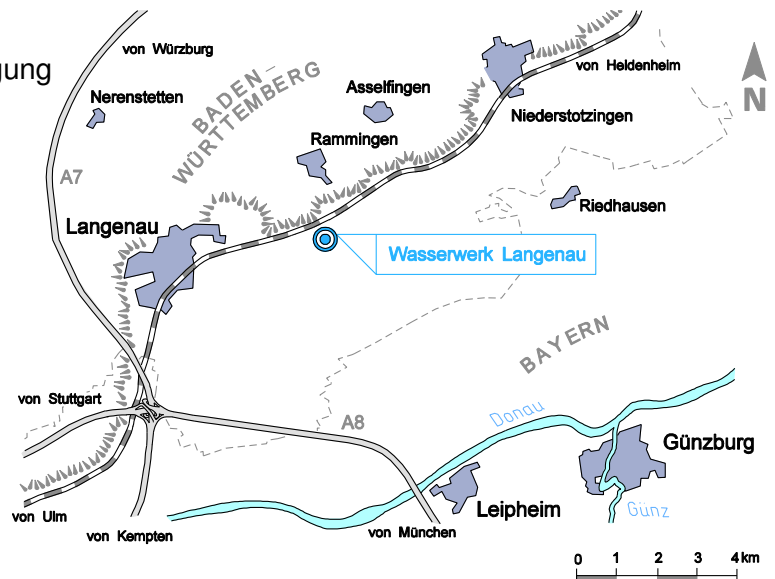 von Würzburg
gung
von Heidenheim
BADEN–
WÜRTTEMBERG
Asselfingen
Nerenstetten
N
Niederstotzingen
Rammingen
A7
Riedhausen
Langenau
Wasserwerk Langenau
BAYERN
von Stuttgart
Donau
A8
Günzburg
Leipheim
Günz
von Ulm
von Kempten
von München
0 1 2 3 4 km